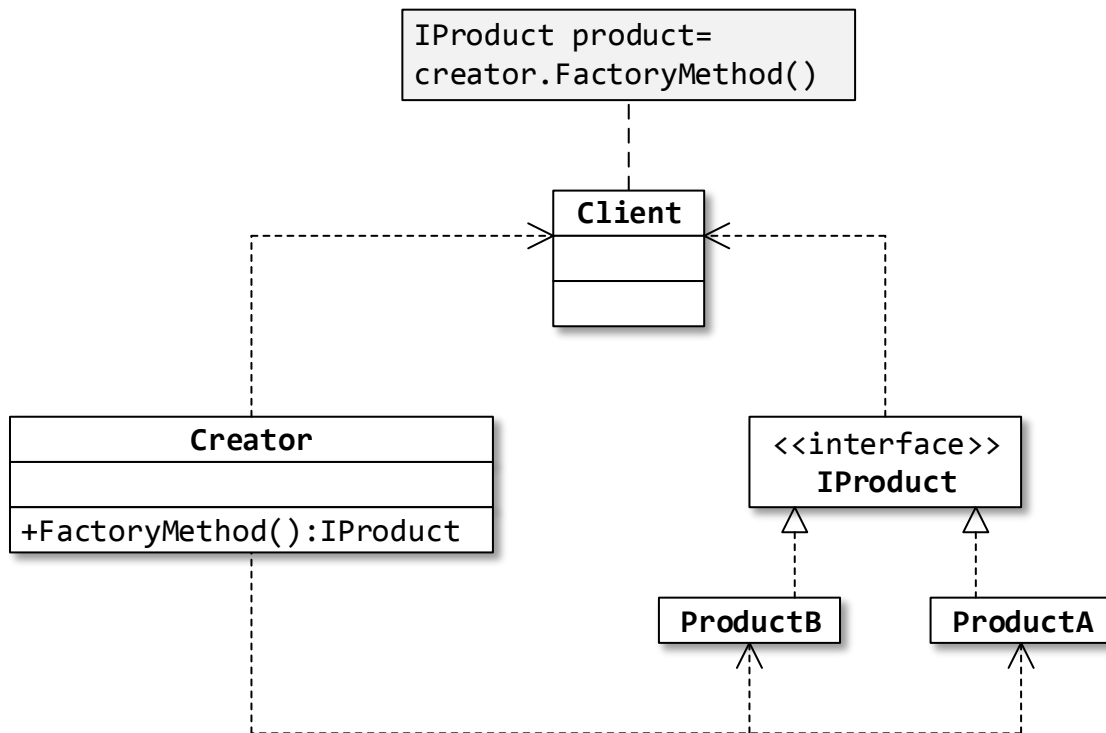 IProduct product=
creator.FactoryMethod()
Client
Creator
+FactoryMethod():IProduct
<<interface>>
IProduct
ProductB
ProductA